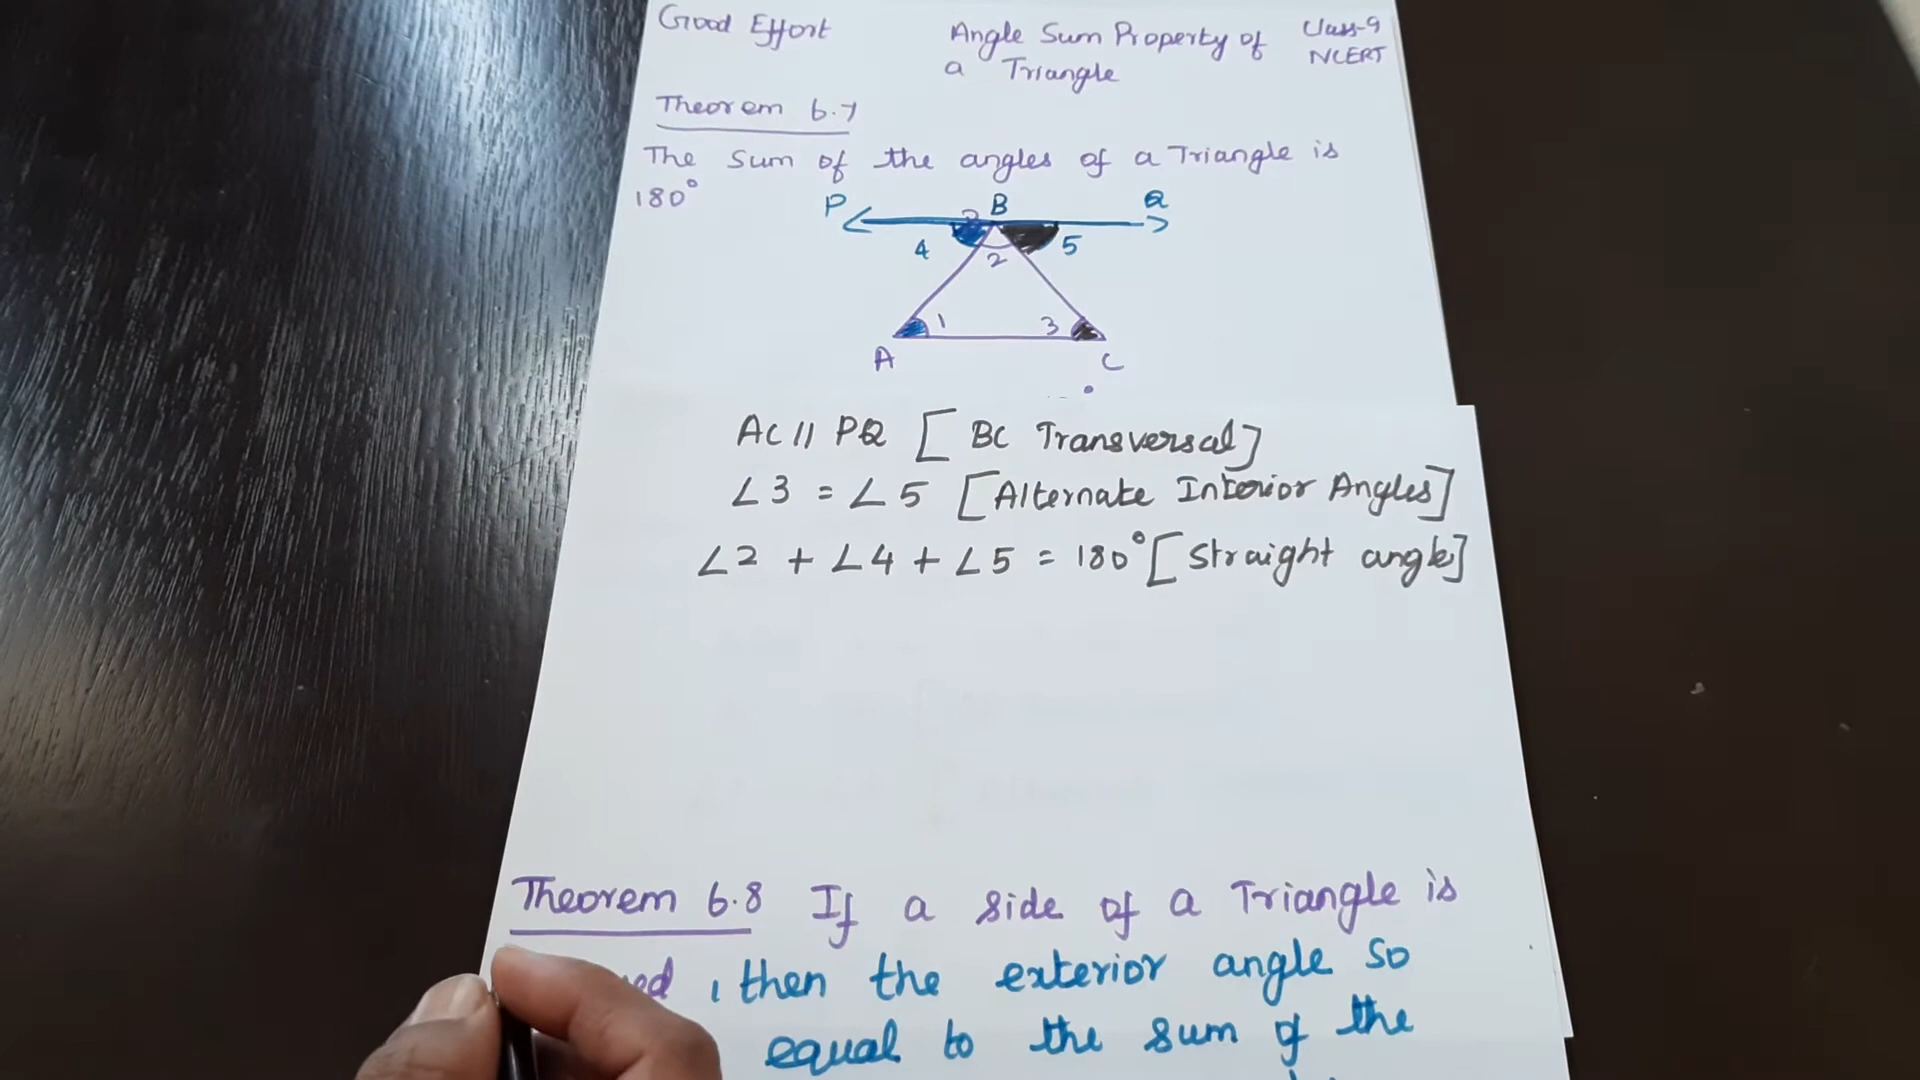 Good Effort
Angle Sum Property of
a Triangle
Class-9
NCERT
Theorem 6.7
The Sum of the angles of a Triangle is
180°
P B Q
4 2 5
1 3
A C
AC // PQ [BC Transversal]
∠3 = ∠5 [Alternate Interior Angles]
∠2 + ∠4 + ∠5 = 180° [Straight angle]
Theorem 6.8 If a side of a Triangle is
, then the exterior angle so
equal to the sum of the